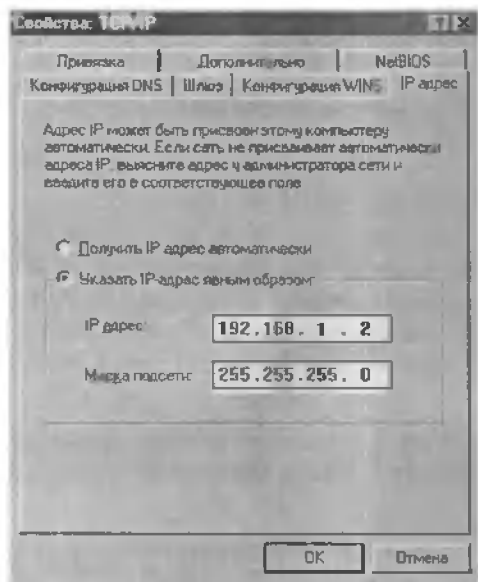 Свойства: TCP/IP
Привязка Дополнительно NetBIOS
Конфигурация DNS Шлюз Конфигурация WINS IP адрес
Адрес IP может быть присвоен этому компьютеру
автоматически. Если сеть не присваивает автоматически
адреса IP, выясните адрес у администратора сети и
введите его в соответствующее поле
Получить IP адрес автоматически
Указать IP-адрес явным образом:
IP адрес: 192.168. 1 . 2
Маска подсети: 255.255.255. 0
OK Отмена